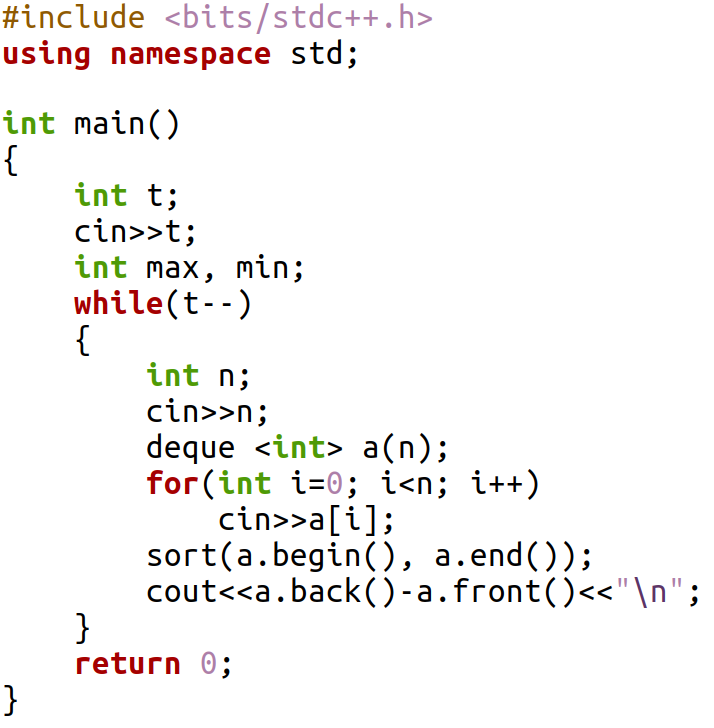 #include <bits/stdc++.h>
using namespace std;

int main()
{
    int t;
    cin>>t;
    int max, min;
    while(t--)
    {
        int n;
        cin>>n;
        deque <int> a(n);
        for(int i=0; i<n; i++)
            cin>>a[i];
        sort(a.begin(), a.end());
        cout<<a.back()-a.front()<<"\n";
    }
    return 0;
}